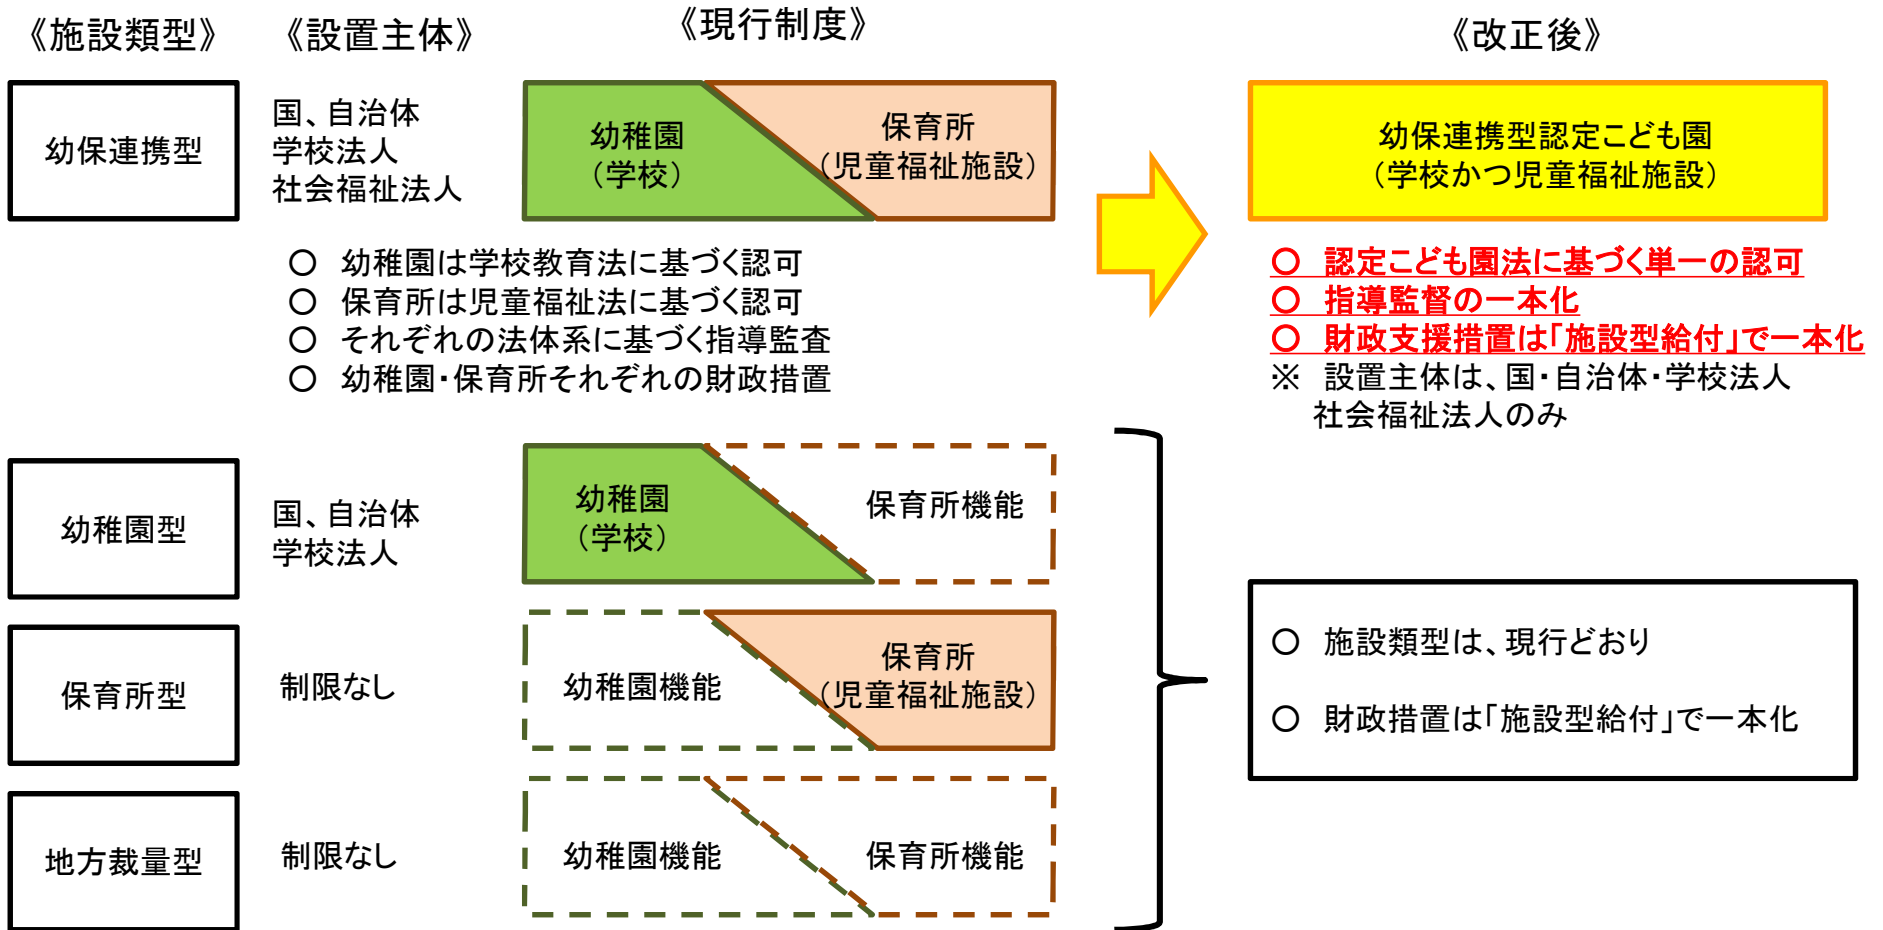 《施設類型》
《設置主体》
《現行制度》
《改正後》
幼保連携型
国、自治体
学校法人
社会福祉法人
幼稚園
（学校）
保育所
（児童福祉施設）
幼保連携型認定こども園
（学校かつ児童福祉施設）
○　幼稚園は学校教育法に基づく認可
○　保育所は児童福祉法に基づく認可
○　それぞれの法体系に基づく指導監査
○　幼稚園・保育所それぞれの財政措置
○　認定こども園法に基づく単一の認可
○　指導監督の一本化
○　財政支援措置は「施設型給付」で一本化
※　設置主体は、国・自治体・学校法人
社会福祉法人のみ
幼稚園型
国、自治体
学校法人
幼稚園
（学校）
保育所機能
保育所型
制限なし
幼稚園機能
保育所
（児童福祉施設）
地方裁量型
制限なし
幼稚園機能
保育所機能
○　施設類型は、現行どおり
○　財政措置は「施設型給付」で一本化